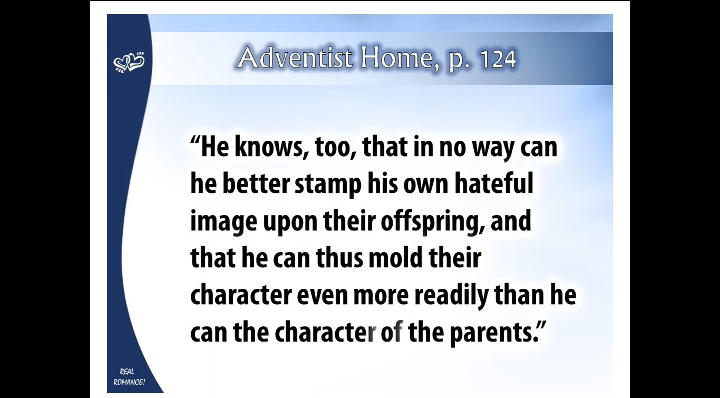 Adventist Home, p. 124
“He knows, too, that in no way can
he better stamp his own hateful
image upon their offspring, and
that he can thus mold their
character even more readily than he
can the character of the parents.”
REAL
ROMANCE!